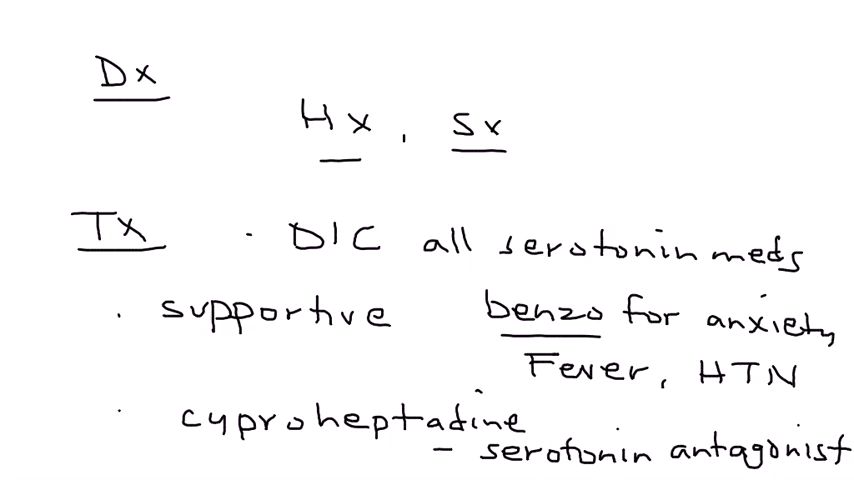 Dx
Hx, Sx
Tx · D/C all serotonin meds
· supportive benzo for anxiety
Fever, HTN
· cyproheptadine
- serotonin antagonist